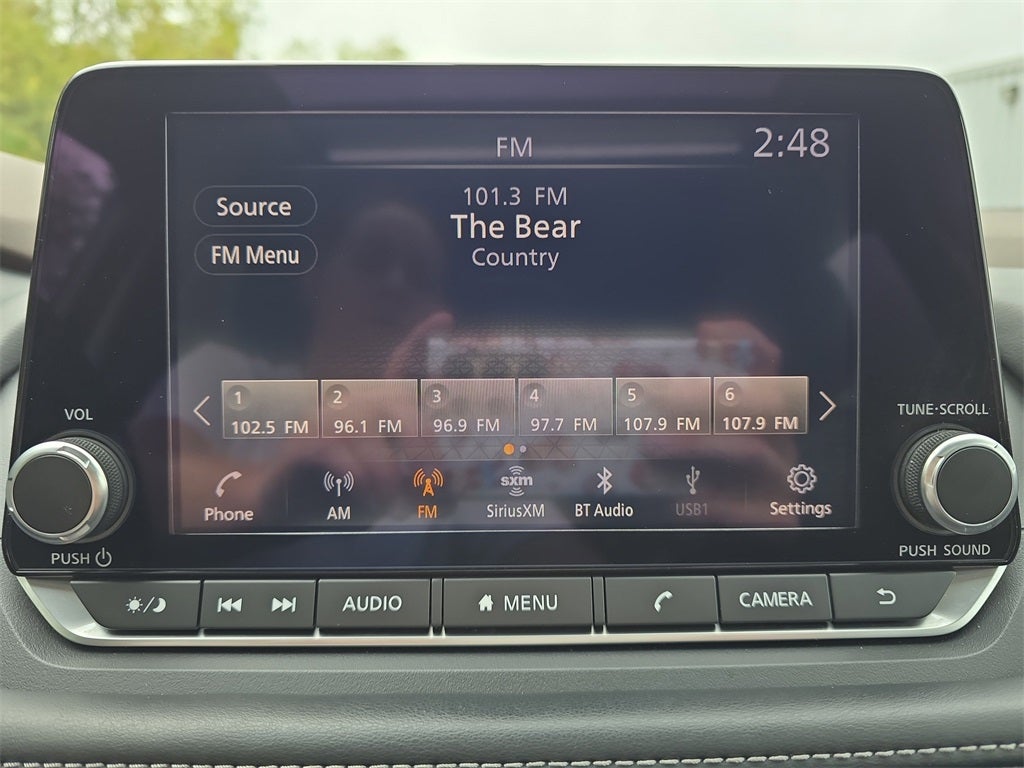 FM 2:48
101.3 FM
Source
The Bear
FM Menu
Country
1 2 3 4 5 6
102.5 FM 96.1 FM 96.9 FM 97.7 FM 107.9 FM 107.9 FM
VOL
TUNE·SCROLL
sxm
Phone AM FM SiriusXM BT Audio USB1 Settings
PUSH
PUSH SOUND
AUDIO MENU CAMERA